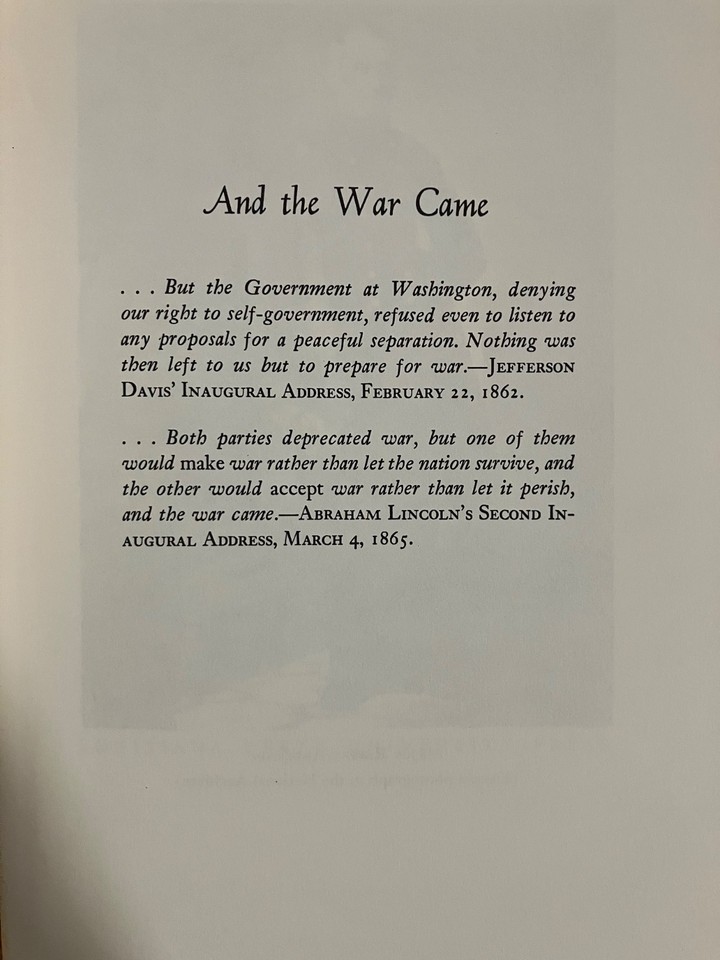 And the War Came
. . . But the Government at Washington, denying
our right to self-government, refused even to listen to
any proposals for a peaceful separation. Nothing was
then left to us but to prepare for war.—JEFFERSON
DAVIS' INAUGURAL ADDRESS, FEBRUARY 22, 1862.
. . . Both parties deprecated war, but one of them
would make war rather than let the nation survive, and
the other would accept war rather than let it perish,
and the war came.—ABRAHAM LINCOLN'S SECOND IN-
AUGURAL ADDRESS, MARCH 4, 1865.